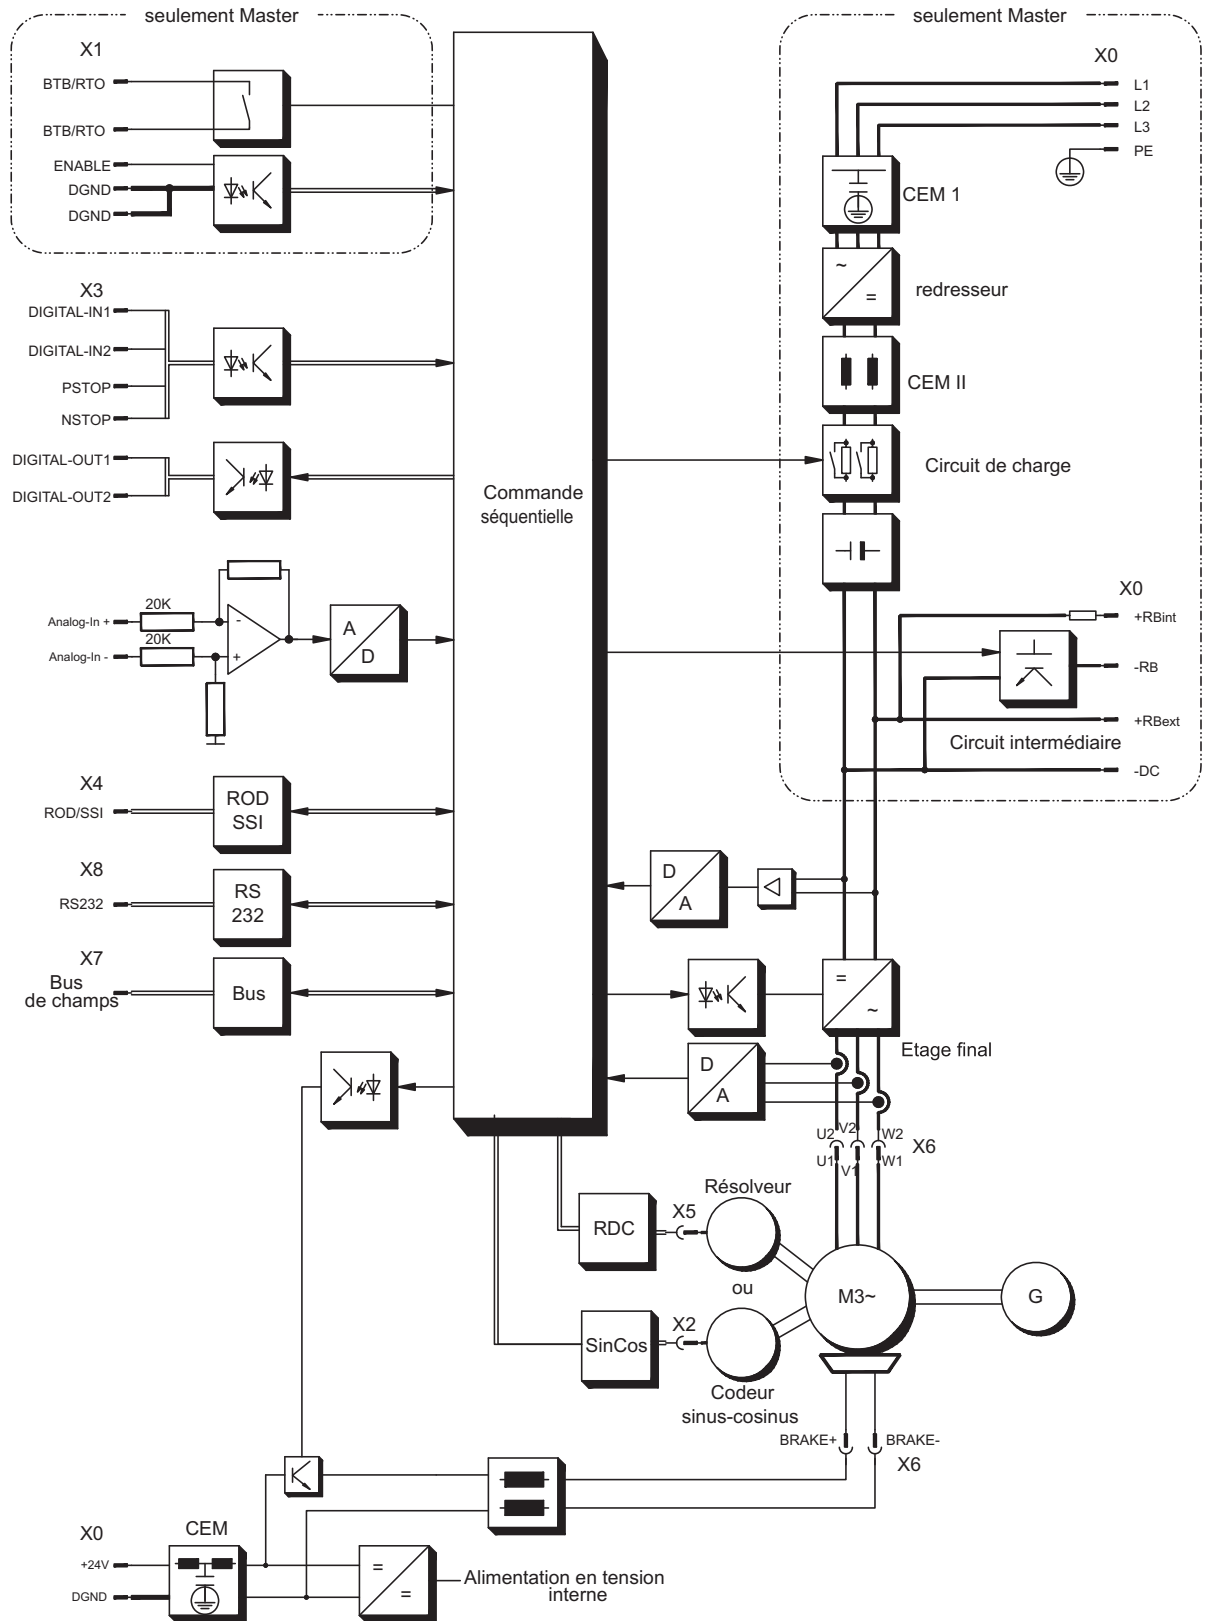 seulement Master
X1
BTB/RTO
BTB/RTO
ENABLE
DGND
DGND
X3
DIGITAL-IN1
DIGITAL-IN2
PSTOP
NSTOP
DIGITAL-OUT1
DIGITAL-OUT2
20K
Analog-In +
20K
Analog-In -
-
+
A
D
X4
ROD/SSI
ROD
SSI
X8
RS232
RS
232
X7
Bus
de champs
Bus
Commande
séquentielle
seulement Master
X0
L1
L2
L3
PE
CEM 1
~
=
redresseur
CEM II
Circuit de charge
X0
+RBint
-RB
+RBext
Circuit intermédiaire
-DC
D
A
=
~
Etage final
D
A
U2
V2
W2
X6
U1
V1
W1
Résolveur
X5
RDC
ou
M3~
G
X2
SinCos
Codeur
sinus-cosinus
BRAKE+
BRAKE-
X6
X0
CEM
+24V
DGND
=
=
Alimentation en tension
interne